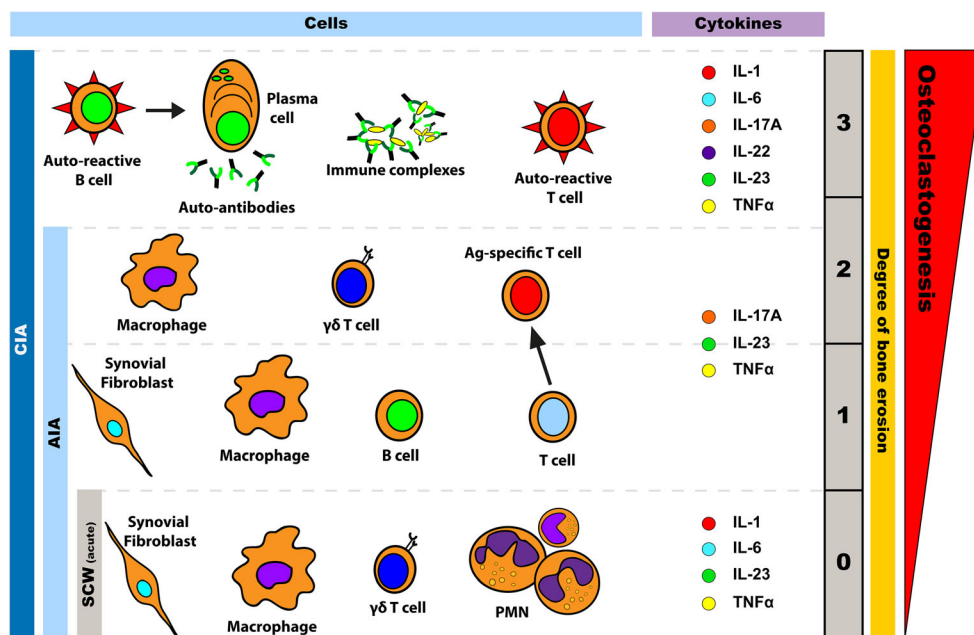 Cells
Cytokines
CIA
AIA
SCW (acute)
Auto-reactive
B cell
Plasma
cell
Auto-antibodies
Immune complexes
Auto-reactive
T cell
IL-1
IL-6
IL-17A
IL-22
IL-23
TNFα
3
Macrophage
γδ T cell
Ag-specific T cell
2
IL-17A
IL-23
TNFα
Synovial
Fibroblast
Macrophage
B cell
T cell
1
Synovial
Fibroblast
Macrophage
γδ T cell
PMN
IL-1
IL-6
IL-23
TNFα
0
Degree of bone erosion
Osteoclastogenesis